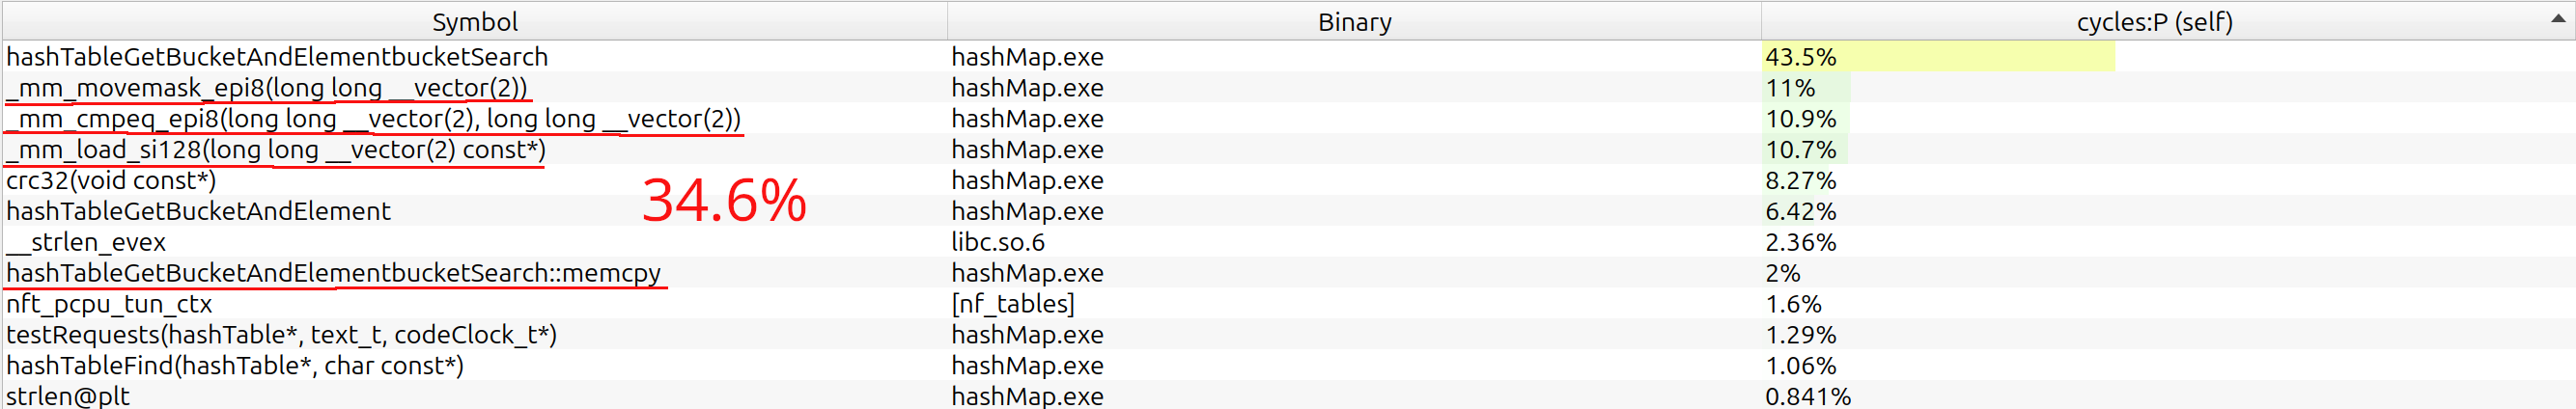 Symbol Binary cycles:P (self)
hashTableGetBucketAndElementbucketSearch hashMap.exe 43.5%
_mm_movemask_epi8(long long __vector(2)) hashMap.exe 11%
_mm_cmpeq_epi8(long long __vector(2), long long __vector(2)) hashMap.exe 10.9%
_mm_load_si128(long long __vector(2) const*) hashMap.exe 10.7%
crc32(void const*) hashMap.exe 8.27%
34.6%
hashTableGetBucketAndElement hashMap.exe 6.42%
__strlen_evex libc.so.6 2.36%
hashTableGetBucketAndElementbucketSearch::memcpy hashMap.exe 2%
nft_pcpu_tun_ctx [nf_tables] 1.6%
testRequests(hashTable*, text_t, codeClock_t*) hashMap.exe 1.29%
hashTableFind(hashTable*, char const*) hashMap.exe 1.06%
strlen@plt hashMap.exe 0.841%